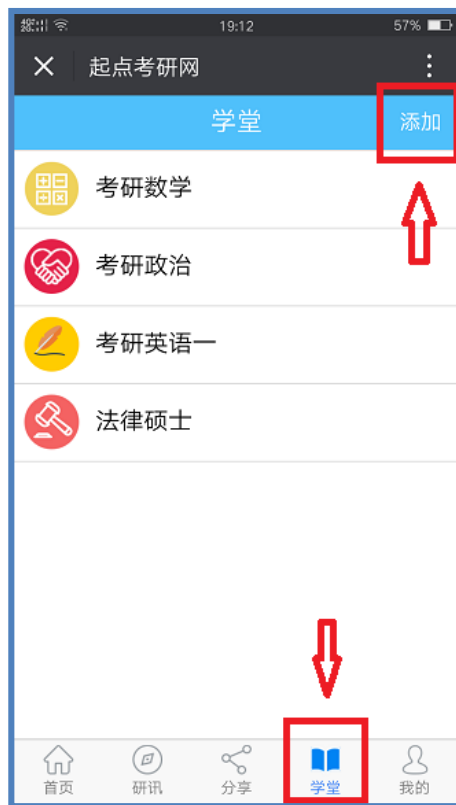 19:12
57%
起点考研网
学堂 添加
考研数学
考研政治
考研英语一
法律硕士
首页 研讯 分享 学堂 我的